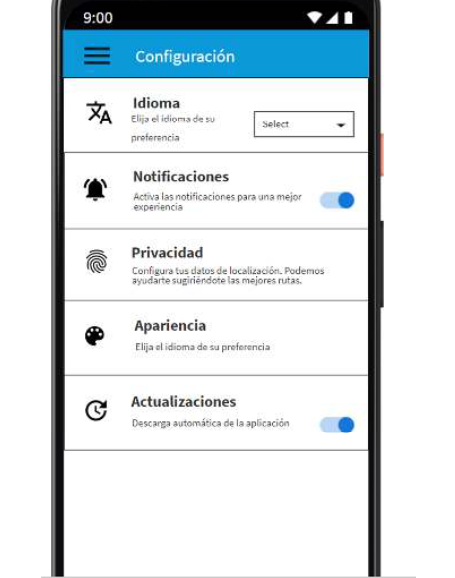 9:00
Configuración
Idioma
Elija el idioma de su
preferencia
Select
Notificaciones
Activa las notificaciones para una mejor
experiencia
Privacidad
Configura tus datos de localización. Podemos
ayudarte sugiriéndote las mejores rutas.
Apariencia
Elija el idioma de su preferencia
Actualizaciones
Descarga automática de la aplicación